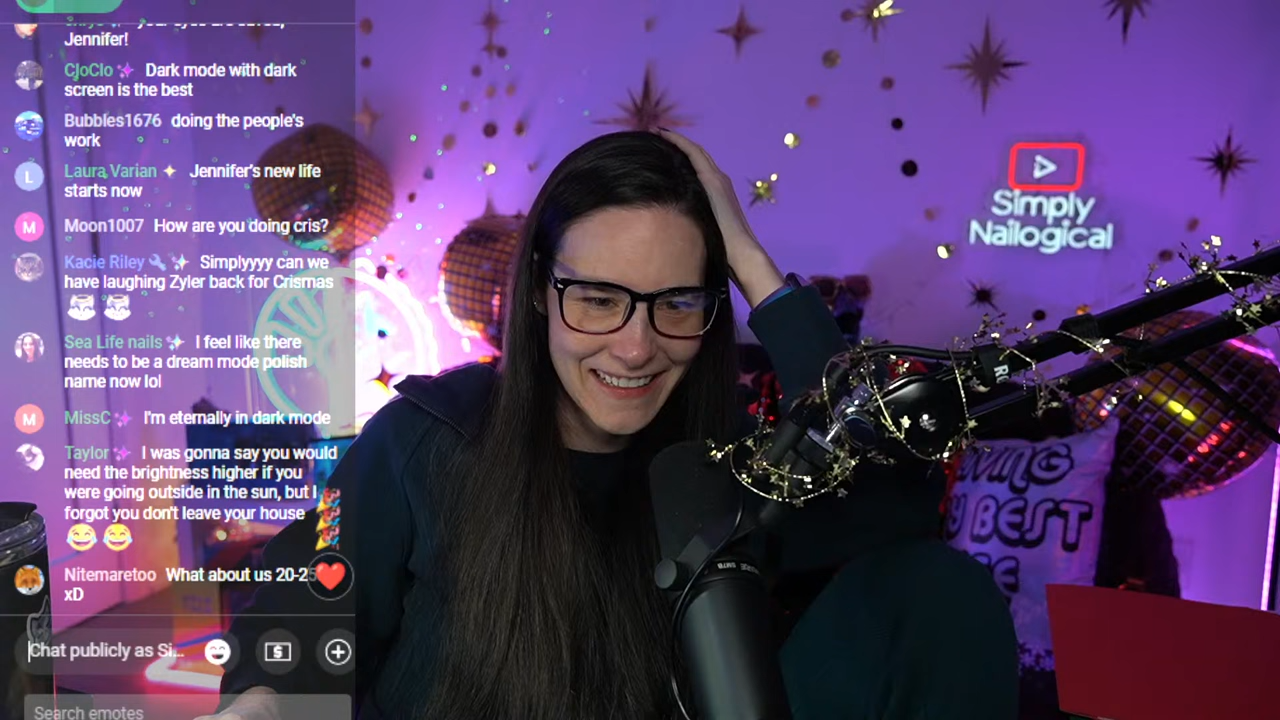 your eyes are saved,
Jennifer!
CJoClo Dark mode with dark
screen is the best
Bubbles1676 doing the people's
work
L
Laura Varian Jennifer's new life
starts now
M
Moon1007 How are you doing cris?
Kacie Riley Simplyyyy can we
have laughing Zyler back for Crismas
Sea Life nails I feel like there
needs to be a dream mode polish
name now lol
M
MissC I'm eternally in dark mode
Taylor I was gonna say you would
need the brightness higher if you
were going outside in the sun, but I
forgot you don't leave your house
Nitemaretoo What about us 20-25
xD
Chat publicly as Si...
$
Search emotes
Simply
Nailogical
BEST